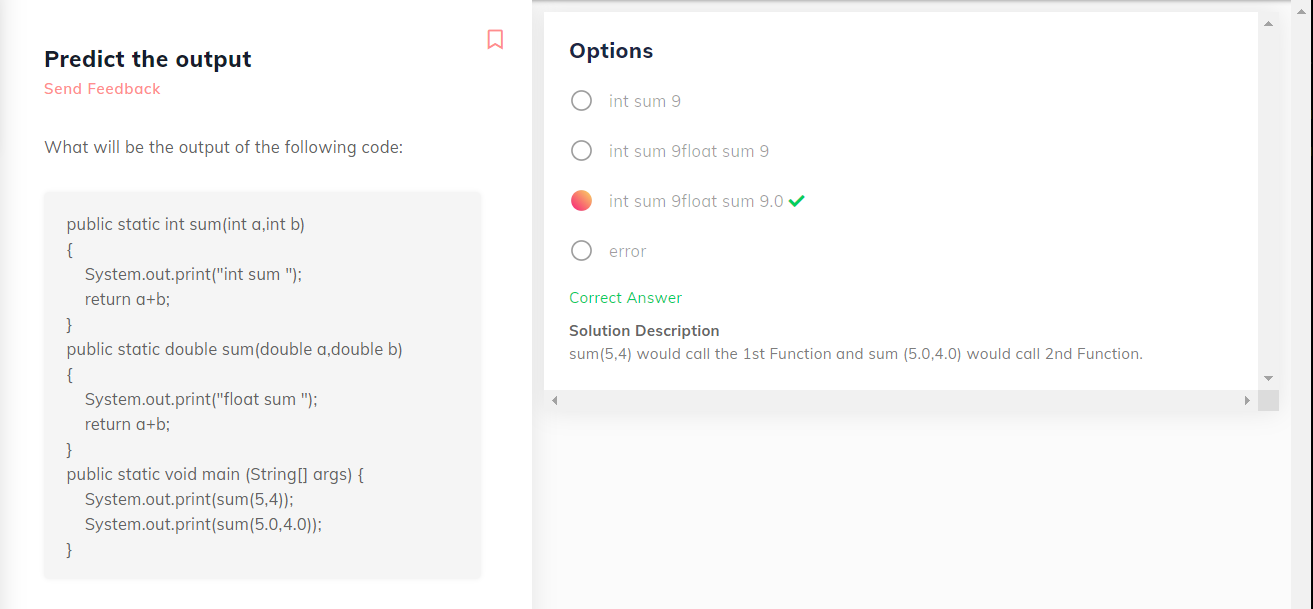 Predict the output
Send Feedback
What will be the output of the following code:
public static int sum(int a,int b)
{
    System.out.print("int sum ");
    return a+b;
}
public static double sum(double a,double b)
{
    System.out.print("float sum ");
    return a+b;
}
public static void main (String[] args) {
    System.out.print(sum(5,4));
    System.out.print(sum(5.0,4.0));
}
Options
int sum 9
int sum 9float sum 9
int sum 9float sum 9.0
error
Correct Answer
Solution Description
sum(5,4) would call the 1st Function and sum (5.0,4.0) would call 2nd Function.